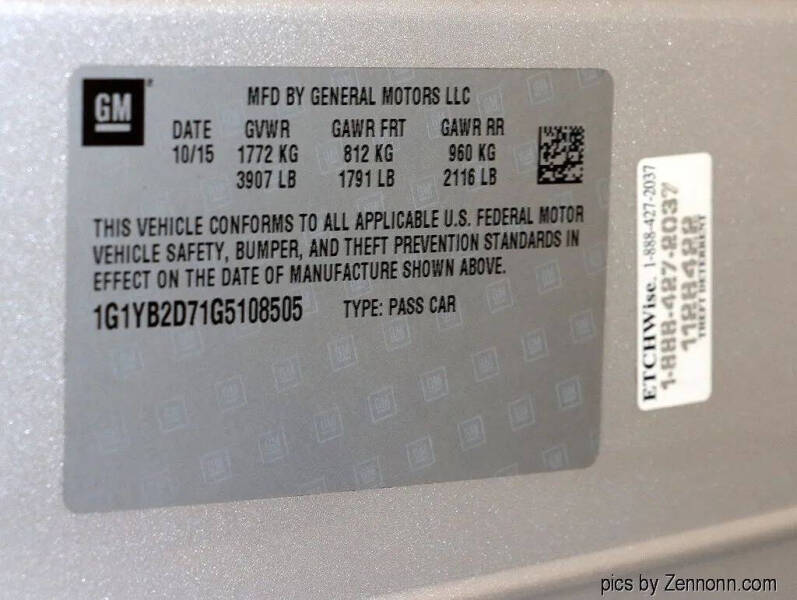 GM
MFD BY GENERAL MOTORS LLC
DATE GVWR GAWR FRT GAWR RR
10/15 1772 KG 812 KG 960 KG
3907 LB 1791 LB 2116 LB
THIS VEHICLE CONFORMS TO ALL APPLICABLE U.S. FEDERAL MOTOR
VEHICLE SAFETY, BUMPER, AND THEFT PREVENTION STANDARDS IN
EFFECT ON THE DATE OF MANUFACTURE SHOWN ABOVE.
1G1YB2D71G5108505 TYPE: PASS CAR
ETCHWise. 1-888-427-2037
1-888-427-2037
1128422
THEFT DETERRENT
pics by Zennonn.com